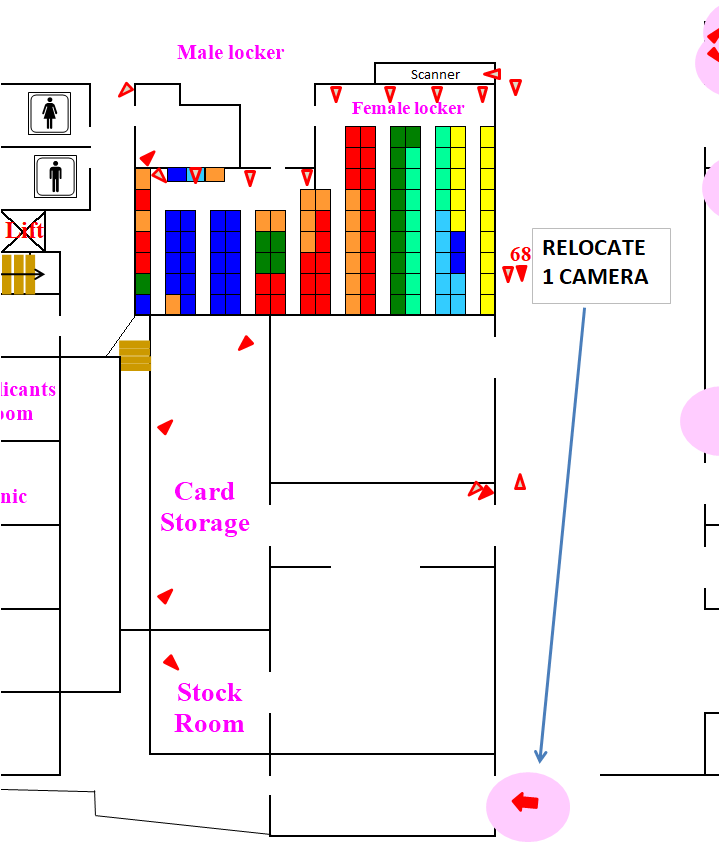 Male locker
Scanner
Female locker
Lift
68
RELOCATE
1 CAMERA
licants
oom
nic
Card
Storage
Stock
Room